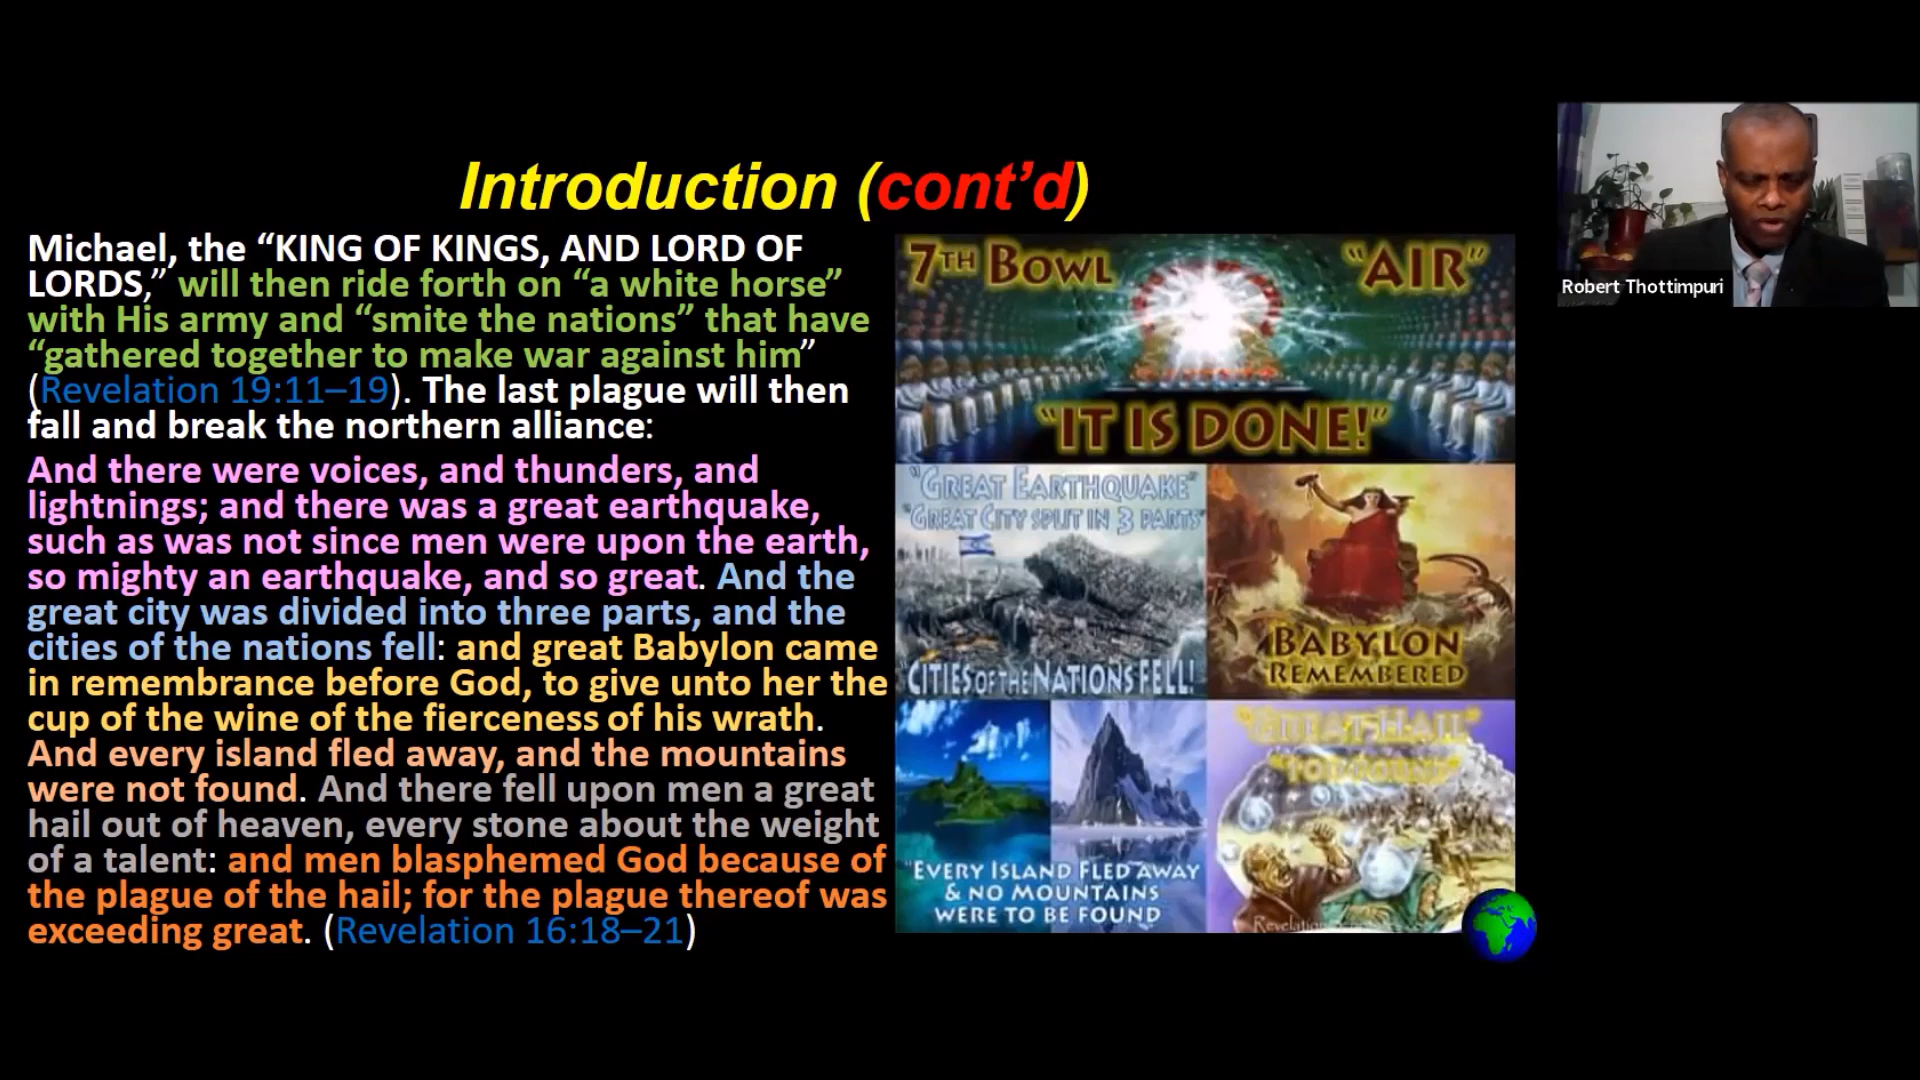 Introduction (cont’d)
Michael, the “KING OF KINGS, AND LORD OF
LORDS,” will then ride forth on “a white horse”
with His army and “smite the nations” that have
“gathered together to make war against him”
(Revelation 19:11–19). The last plague will then
fall and break the northern alliance:
And there were voices, and thunders, and
lightnings; and there was a great earthquake,
such as was not since men were upon the earth,
so mighty an earthquake, and so great. And the
great city was divided into three parts, and the
cities of the nations fell: and great Babylon came
in remembrance before God, to give unto her the
cup of the wine of the fierceness of his wrath.
And every island fled away, and the mountains
were not found. And there fell upon men a great
hail out of heaven, every stone about the weight
of a talent: and men blasphemed God because of
the plague of the hail; for the plague thereof was
exceeding great. (Revelation 16:18–21)
7TH BOWL
“AIR”
“IT IS DONE!”
“GREAT EARTHQUAKE”
“GREAT CITY SPLIT IN 3 PARTS”
“CITIES OF THE NATIONS FELL!
BABYLON
REMEMBERED
“EVERY ISLAND FLED AWAY
& NO MOUNTAINS
WERE TO BE FOUND
“GREAT HAIL”
Robert Thottimpuri